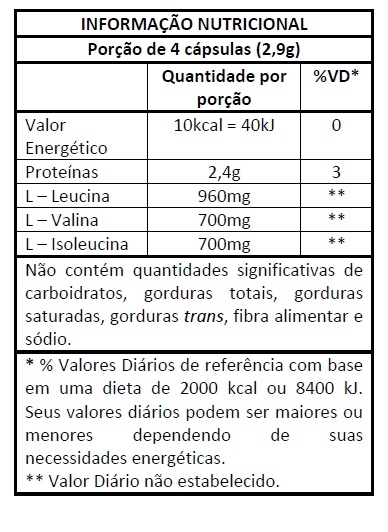 INFORMAÇÃO NUTRICIONAL
Porção de 4 cápsulas (2,9g)
Quantidade por porção %VD*
Valor Energético 10kcal = 40kJ 0
Proteínas 2,4g 3
L – Leucina 960mg **
L – Valina 700mg **
L – Isoleucina 700mg **
Não contém quantidades significativas de
carboidratos, gorduras totais, gorduras
saturadas, gorduras trans, fibra alimentar e
sódio.
* % Valores Diários de referência com base
em uma dieta de 2000 kcal ou 8400 kJ.
Seus valores diários podem ser maiores ou
menores dependendo de suas
necessidades energéticas.
** Valor Diário não estabelecido.